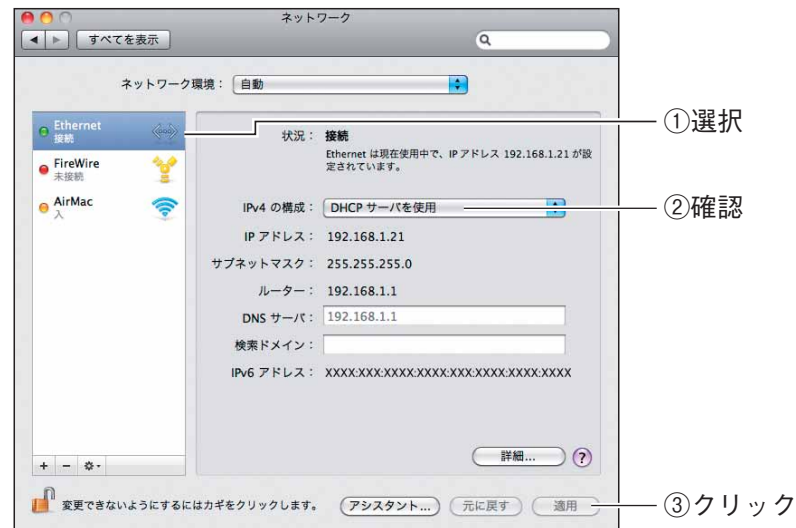 ネットワーク
すべてを表示
ネットワーク環境： 自動
Ethernet
接続
FireWire
未接続
AirMac
入
状況： 接続
Ethernet は現在使用中で、IP アドレス 192.168.1.21 が設
定されています。
IPv4 の構成： DHCP サーバを使用
IP アドレス： 192.168.1.21
サブネットマスク： 255.255.255.0
ルーター： 192.168.1.1
DNS サーバ： 192.168.1.1
検索ドメイン：
IPv6 アドレス： XXXX:XXX:XXXX:XXXX:XXX:XXXX:XXXX:XXXX
詳細... ?
+ −
変更できないようにするにはカギをクリックします。 アシスタント... 元に戻す 適用
①選択
②確認
③クリック